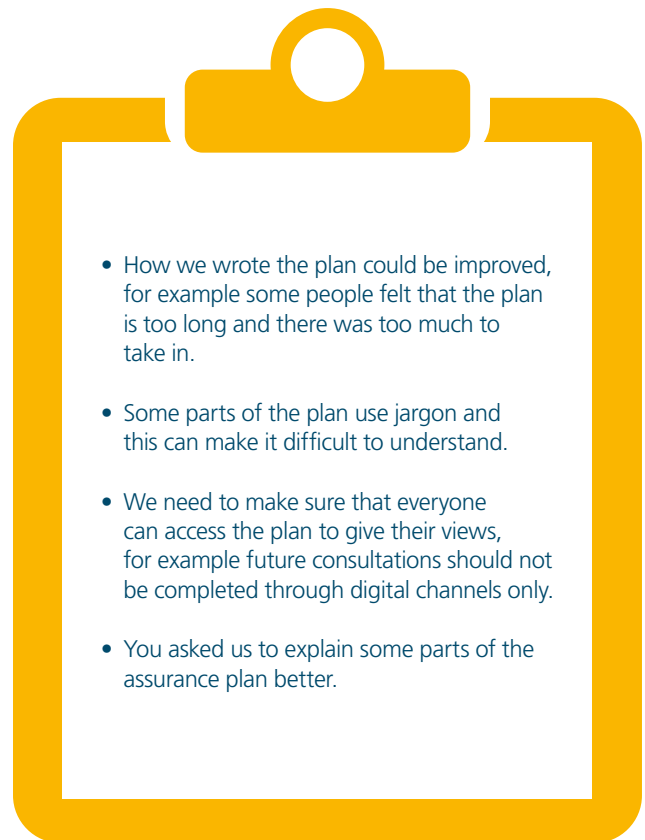 • How we wrote the plan could be improved,
for example some people felt that the plan
is too long and there was too much to
take in.
• Some parts of the plan use jargon and
this can make it difficult to understand.
• We need to make sure that everyone
can access the plan to give their views,
for example future consultations should not
be completed through digital channels only.
• You asked us to explain some parts of the
assurance plan better.